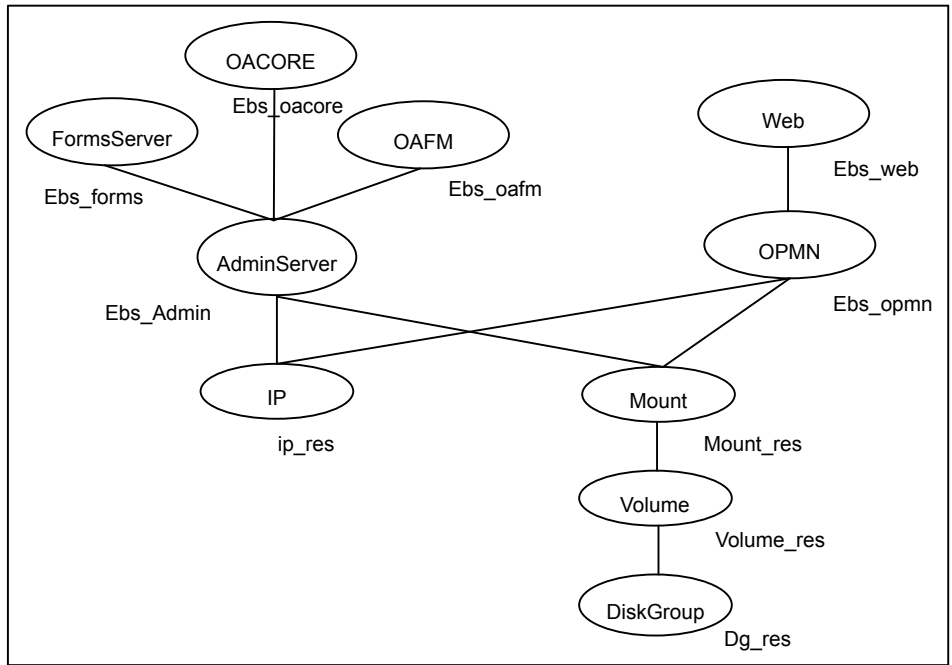 OACORE
Ebs_oacore
FormsServer
Ebs_forms
OAFM
Ebs_oafm
Web
Ebs_web
AdminServer
Ebs_Admin
OPMN
Ebs_opmn
IP
ip_res
Mount
Mount_res
Volume
Volume_res
DiskGroup
Dg_res